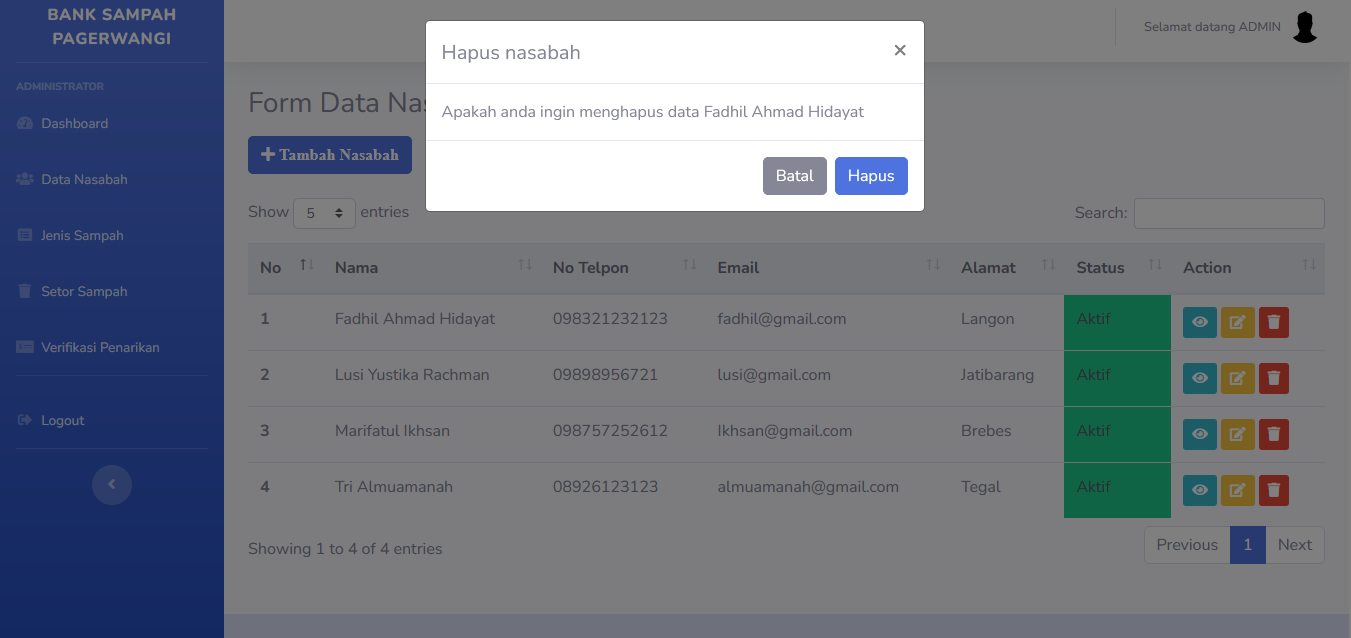 BANK SAMPAH
PAGERWANGI
ADMINISTRATOR
Dashboard
Data Nasabah
Jenis Sampah
Setor Sampah
Verifikasi Penarikan
Logout
Selamat datang ADMIN
Hapus nasabah ×
Apakah anda ingin menghapus data Fadhil Ahmad Hidayat
Batal Hapus
Form Data Nas
Tambah Nasabah
Show 5 entries Search:
No Nama No Telpon Email Alamat Status Action
1 Fadhil Ahmad Hidayat 098321232123 fadhil@gmail.com Langon Aktif
2 Lusi Yustika Rachman 09898956721 lusi@gmail.com Jatibarang Aktif
3 Marifatul Ikhsan 098757252612 Ikhsan@gmail.com Brebes Aktif
4 Tri Almuamanah 08926123123 almuamanah@gmail.com Tegal Aktif
Showing 1 to 4 of 4 entries Previous 1 Next